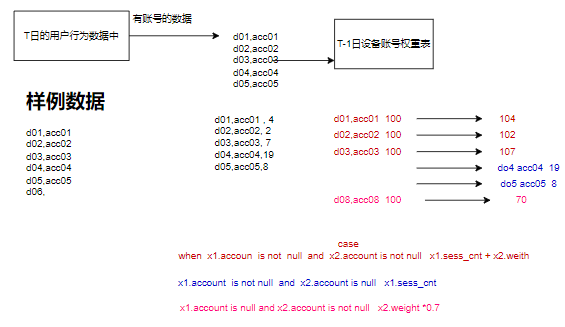 T日的用户行为数据中
有账号的数据
d01,acc01
d02,acc02
d03,acc03
d04,acc04
d05,acc05
T-1日设备账号权重表
样例数据
d01,acc01
d02,acc02
d03,acc03
d04,acc04
d05,acc05
d06,
d01,acc01 , 4
d02,acc02, 2
d03,acc03, 7
d04,acc04,19
d05,acc05,8
d01,acc01 100 104
d02,acc02 100 102
d03,acc03 100 107
do4 acc04 19
do5 acc05 8
d08,acc08 100 70
case
when x1.accoun is not null and x2.account is not null x1.sess_cnt + x2.weith
x1.account is not null and x2.account is null x1.sess_cnt
x1.account is null and x2.account is not null x2.weight *0.7